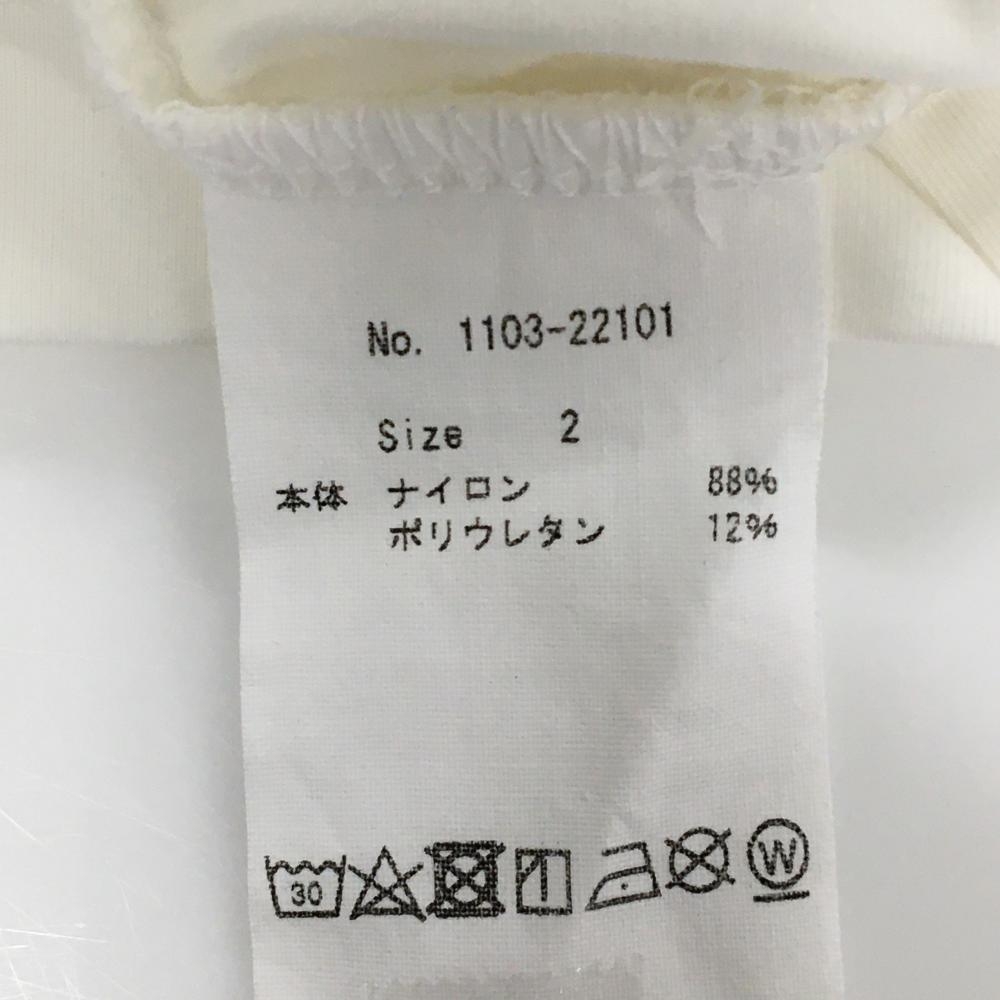 No. 1103-22101
Size 2
本体 ナイロン 88%
ポリウレタン 12%
30 W